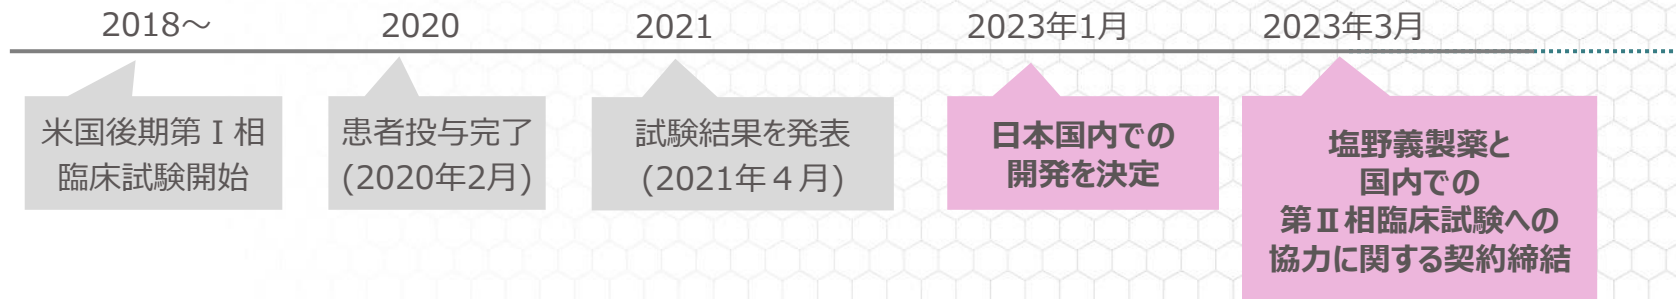 2018～
2020
2021
2023年1月
2023年3月
米国後期第Ⅰ相
臨床試験開始
患者投与完了
(2020年2月)
試験結果を発表
(2021年４月)
日本国内での
開発を決定
塩野義製薬と
国内での
第Ⅱ相臨床試験への
協力に関する契約締結